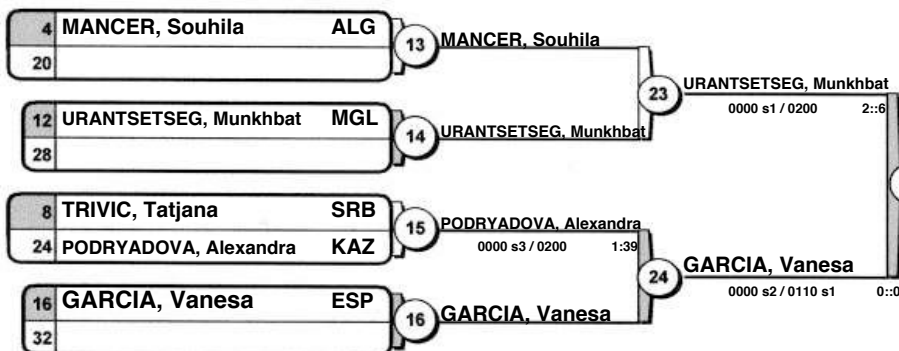 4 MANCER, Souhila ALG
20
13
MANCER, Souhila
12 URANTSETSEG, Munkhbat MGL
28
14
URANTSETSEG, Munkhbat
23
URANTSETSEG, Munkhbat
0000 s1 / 0200 2::6
8 TRIVIC, Tatjana SRB
24 PODRYADOVA, Alexandra KAZ
15
PODRYADOVA, Alexandra
0000 s3 / 0200 1:39
16 GARCIA, Vanesa ESP
32
16
GARCIA, Vanesa
24
GARCIA, Vanesa
0000 s2 / 0110 s1 0::0